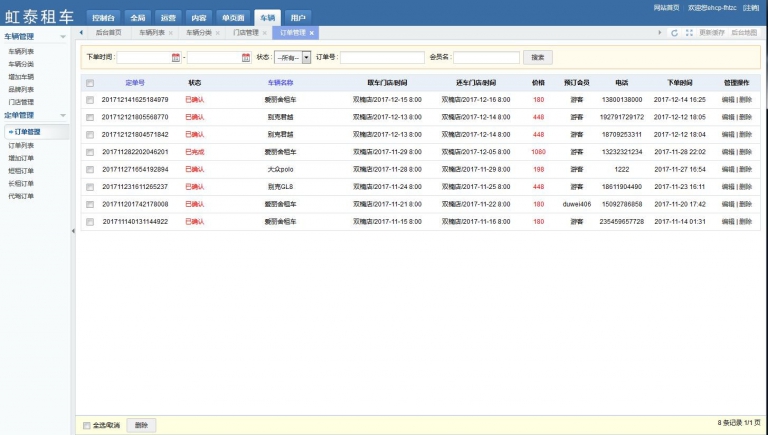 虹泰租车
控制台 全局 运营 内容 单页面 车辆 用户
网站首页 [注销]
后台首页 车辆列表 车辆分类 门店管理 订单管理 更新缓存 后台地图
车辆管理
车辆列表
车辆分类
增加车辆
品牌列表
门店管理
定单管理
订单管理
订单列表
增加订单
短租订单
长租订单
代驾订单
下单时间: - 状态: --所有-- 订单号: 会员名: 搜索
定单号 状态 车辆名称 取车门店/时间 还车门店/时间 价格 预订会员 电话 下单时间 管理操作
201712141625184979 已确认 爱丽舍租车 双楠店/2017-12-15 8:00 双楠店/2017-12-16 8:00 180 游客 13800138000 2017-12-14 16:25 编辑 | 删除
201712121805568770 已确认 别克君越 双楠店/2017-12-13 8:00 双楠店/2017-12-14 8:00 448 游客 192791729172 2017-12-12 18:05 编辑 | 删除
201712121804571842 已确认 别克君越 双楠店/2017-12-13 8:00 双楠店/2017-12-14 8:00 448 游客 18709253311 2017-12-12 18:04 编辑 | 删除
201711282202046201 已完成 爱丽舍租车 双楠店/2017-11-29 8:00 双楠店/2017-12-05 8:00 1080 游客 13232321234 2017-11-28 22:02 编辑 | 删除
201711271654192894 已确认 大众polo 双楠店/2017-11-28 8:00 双楠店/2017-11-29 8:00 198 游客 1222 2017-11-27 16:54 编辑 | 删除
201711231611265237 已确认 别克GL8 双楠店/2017-11-24 8:00 双楠店/2017-11-25 8:00 448 游客 18611904490 2017-11-23 16:11 编辑 | 删除
201711201742178008 已确认 爱丽舍租车 双楠店/2017-11-21 8:00 双楠店/2017-11-22 8:00 180 duwei406 15092786858 2017-11-20 17:42 编辑 | 删除
201711140131144922 已确认 爱丽舍租车 双楠店/2017-11-15 8:00 双楠店/2017-11-16 8:00 180 游客 235459657728 2017-11-14 01:31 编辑 | 删除
全选/取消 删除 8 条记录 1/1 页